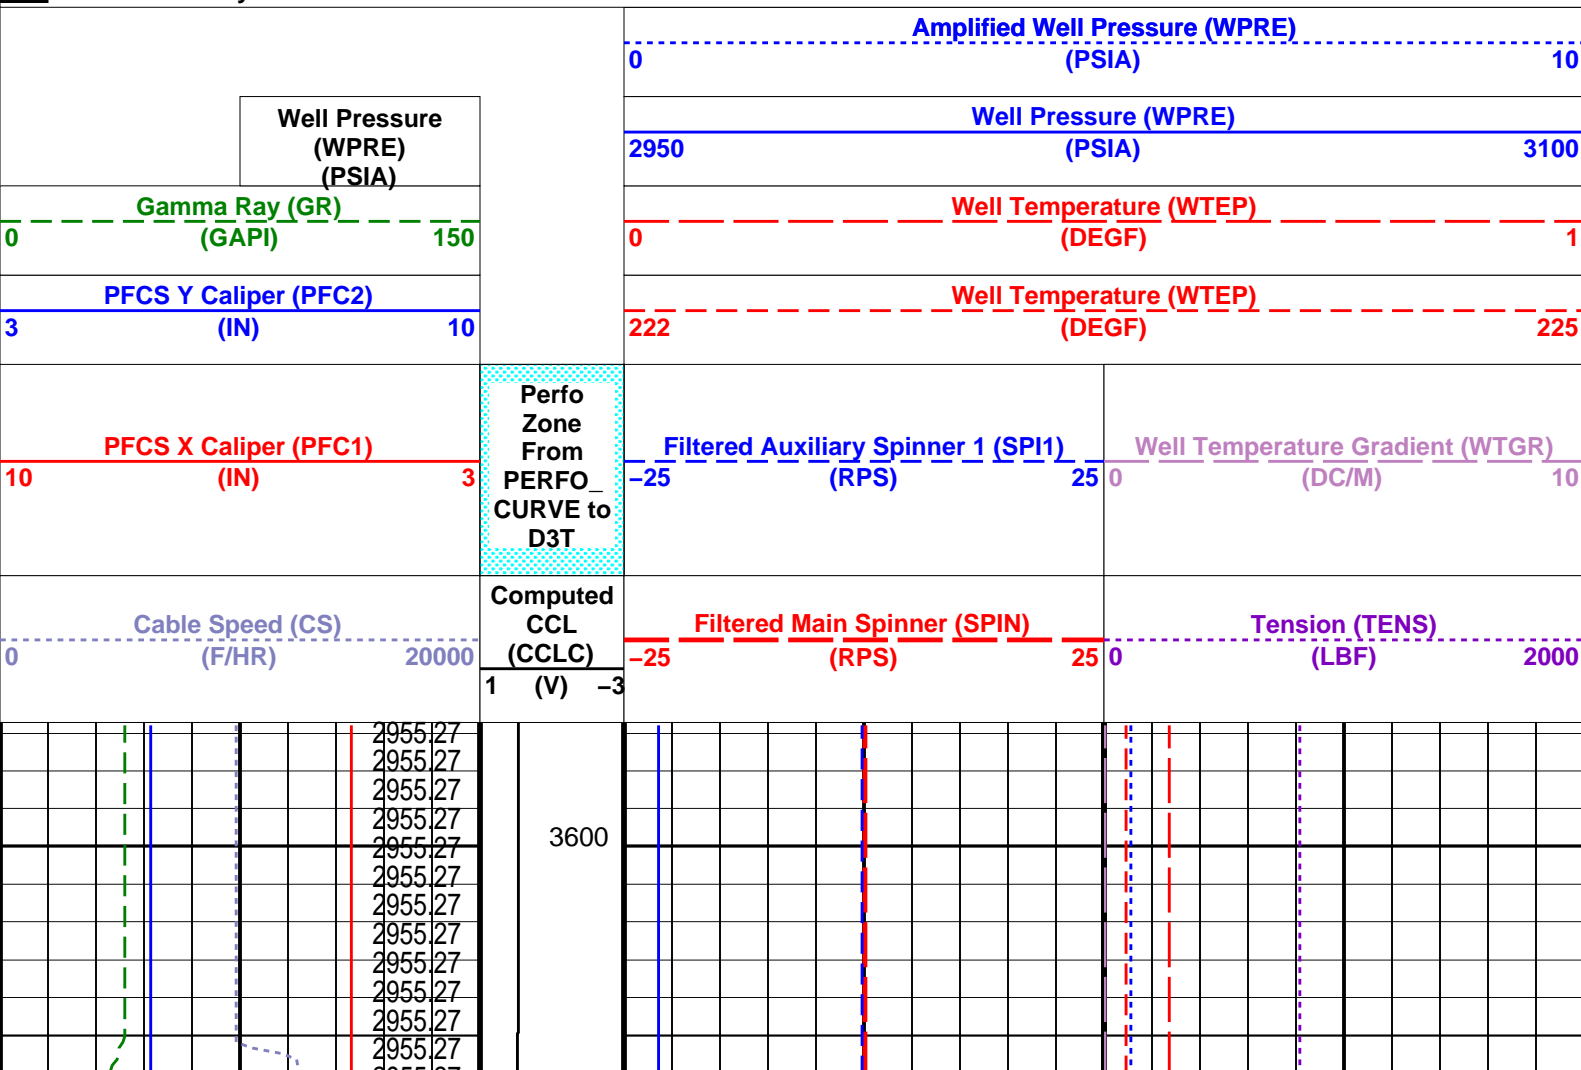 Amplified Well Pressure (WPRE)
0 (PSIA) 10
Well Pressure
(WPRE)
(PSIA)
Well Pressure (WPRE)
2950 (PSIA) 3100
Gamma Ray (GR)
0 (GAPI) 150
Well Temperature (WTEP)
0 (DEGF) 1
PFCS Y Caliper (PFC2)
3 (IN) 10
Well Temperature (WTEP)
222 (DEGF) 225
PFCS X Caliper (PFC1)
10 (IN) 3
Perfo
Zone
From
PERFO_
CURVE to
D3T
Filtered Auxiliary Spinner 1 (SPI1)
−25 (RPS) 25
Well Temperature Gradient (WTGR)
0 (DC/M) 10
Cable Speed (CS)
0 (F/HR) 20000
Computed
CCL
(CCLC)
1 (V) −3
Filtered Main Spinner (SPIN)
−25 (RPS) 25
Tension (TENS)
0 (LBF) 2000
2955.27
2955.27
2955.27
2955.27
3600
2955.27
2955.27
2955.27
2955.27
2955.27
2955.27
2955.27
2955.27